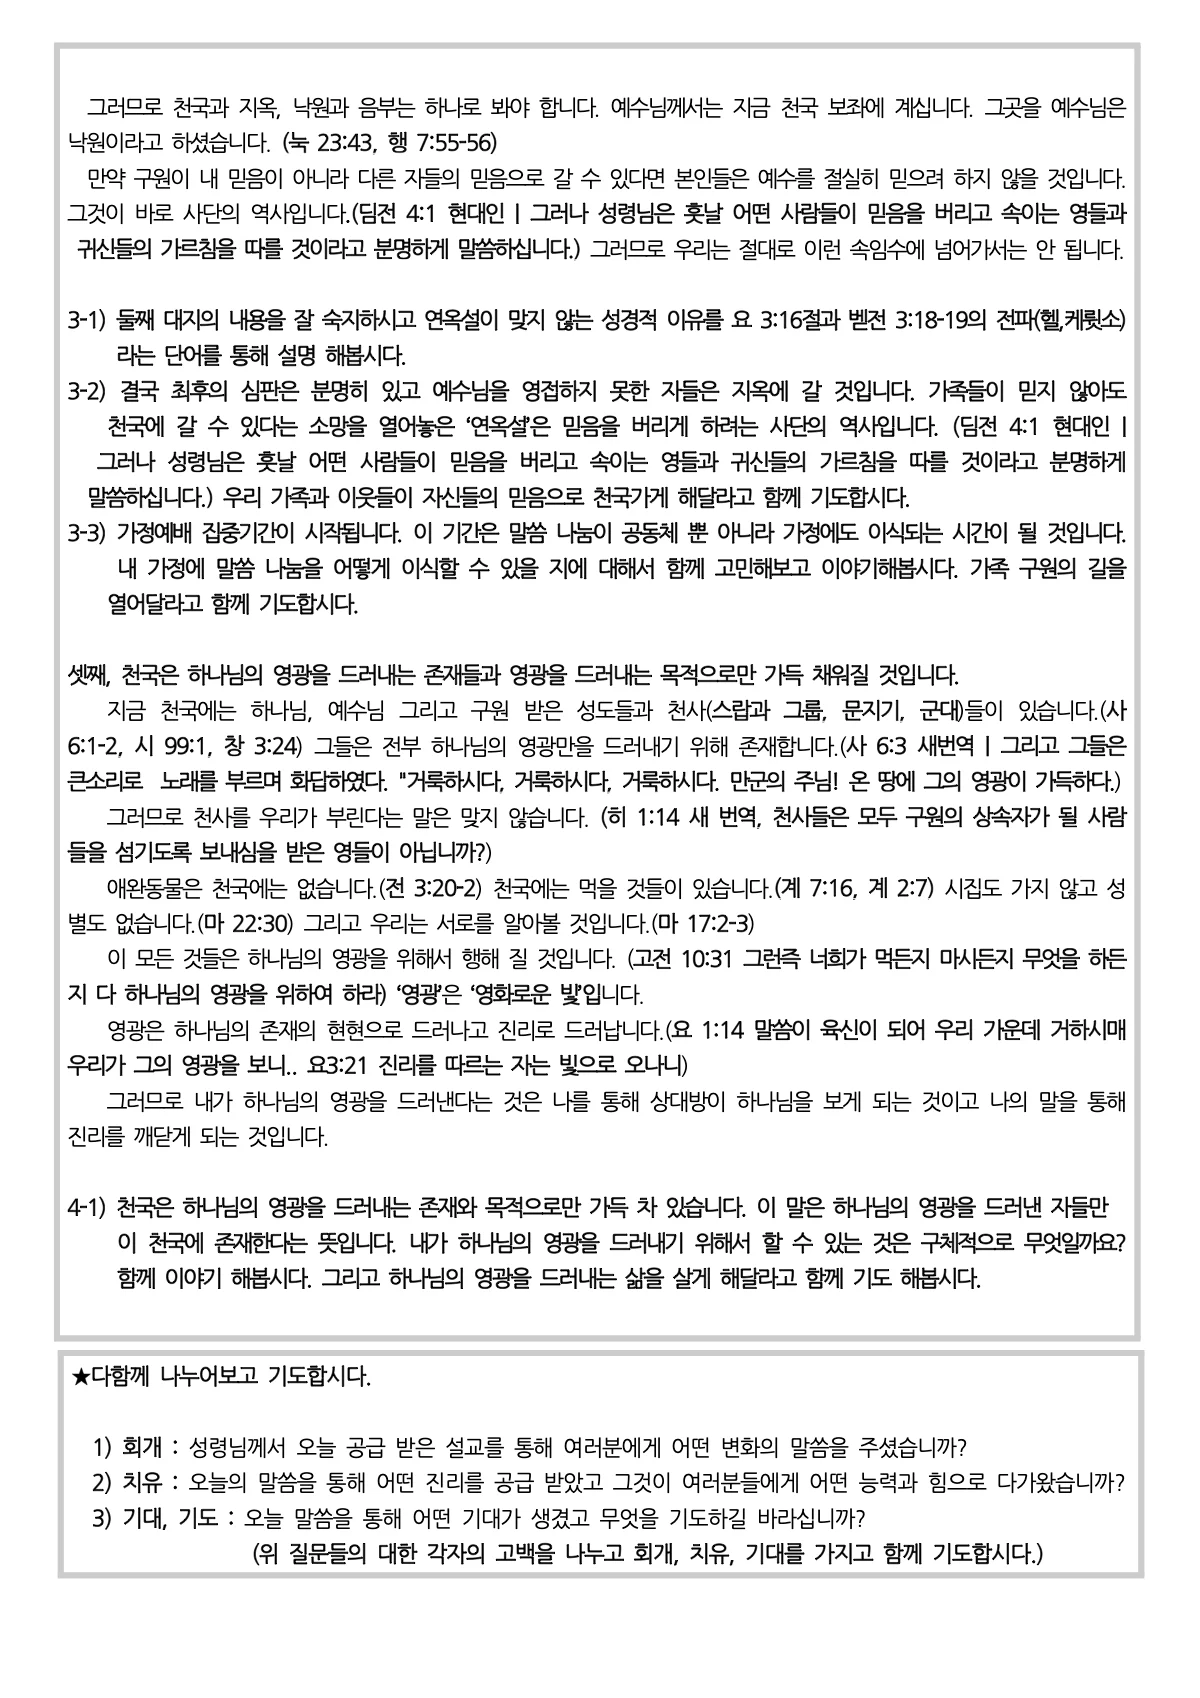 그러므로 천국과 지옥, 낙원과 음부는 하나로 봐야 합니다. 예수님께서는 지금 천국 보좌에 계십니다. 그곳을 예수님은
낙원이라고 하셨습니다. (눅 23:43, 행 7:55-56)
만약 구원이 내 믿음이 아니라 다른 자들의 믿음으로 갈 수 있다면 본인들은 예수를 절실히 믿으려 하지 않을 것입니다.
그것이 바로 사단의 역사입니다.(딤전 4:1 현대인 | 그러나 성령님은 훗날 어떤 사람들이 믿음을 버리고 속이는 영들과
귀신들의 가르침을 따를 것이라고 분명하게 말씀하십니다.) 그러므로 우리는 절대로 이런 속임수에 넘어가서는 안 됩니다.
3-1) 둘째 대지의 내용을 잘 숙지하시고 연옥설이 맞지 않는 성경적 이유를 요 3:16절과 벧전 3:18-19의 전파(헬,케륏소)
라는 단어를 통해 설명 해봅시다.
3-2) 결국 최후의 심판은 분명히 있고 예수님을 영접하지 못한 자들은 지옥에 갈 것입니다. 가족들이 믿지 않아도
천국에 갈 수 있다는 소망을 열어놓은 ‘연옥설’은 믿음을 버리게 하려는 사단의 역사입니다. (딤전 4:1 현대인 |
그러나 성령님은 훗날 어떤 사람들이 믿음을 버리고 속이는 영들과 귀신들의 가르침을 따를 것이라고 분명하게
말씀하십니다.) 우리 가족과 이웃들이 자신들의 믿음으로 천국가게 해달라고 함께 기도합시다.
3-3) 가정예배 집중기간이 시작됩니다. 이 기간은 말씀 나눔이 공동체 뿐 아니라 가정에도 이식되는 시간이 될 것입니다.
내 가정에 말씀 나눔을 어떻게 이식할 수 있을 지에 대해서 함께 고민해보고 이야기해봅시다. 가족 구원의 길을
열어달라고 함께 기도합시다.
셋째, 천국은 하나님의 영광을 드러내는 존재들과 영광을 드러내는 목적으로만 가득 채워질 것입니다.
지금 천국에는 하나님, 예수님 그리고 구원 받은 성도들과 천사(스랍과 그룹, 문지기, 군대)들이 있습니다.(사
6:1-2, 시 99:1, 창 3:24) 그들은 전부 하나님의 영광만을 드러내기 위해 존재합니다.(사 6:3 새번역 | 그리고 그들은
큰소리로 노래를 부르며 화답하였다. "거룩하시다, 거룩하시다, 거룩하시다. 만군의 주님! 온 땅에 그의 영광이 가득하다.)
그러므로 천사를 우리가 부린다는 말은 맞지 않습니다. (히 1:14 새 번역, 천사들은 모두 구원의 상속자가 될 사람
들을 섬기도록 보내심을 받은 영들이 아닙니까?)
애완동물은 천국에는 없습니다.(전 3:20-2) 천국에는 먹을 것들이 있습니다.(계 7:16, 계 2:7) 시집도 가지 않고 성
별도 없습니다.(마 22:30) 그리고 우리는 서로를 알아볼 것입니다.(마 17:2-3)
이 모든 것들은 하나님의 영광을 위해서 행해 질 것입니다. (고전 10:31 그런즉 너희가 먹든지 마시든지 무엇을 하든
지 다 하나님의 영광을 위하여 하라) ‘영광’은 ‘영화로운 빛’입니다.
영광은 하나님의 존재의 현현으로 드러나고 진리로 드러납니다.(요 1:14 말씀이 육신이 되어 우리 가운데 거하시매
우리가 그의 영광을 보니.. 요3:21 진리를 따르는 자는 빛으로 오나니)
그러므로 내가 하나님의 영광을 드러낸다는 것은 나를 통해 상대방이 하나님을 보게 되는 것이고 나의 말을 통해
진리를 깨닫게 되는 것입니다.
4-1) 천국은 하나님의 영광을 드러내는 존재와 목적으로만 가득 차 있습니다. 이 말은 하나님의 영광을 드러낸 자들만
이 천국에 존재한다는 뜻입니다. 내가 하나님의 영광을 드러내기 위해서 할 수 있는 것은 구체적으로 무엇일까요?
함께 이야기 해봅시다. 그리고 하나님의 영광을 드러내는 삶을 살게 해달라고 함께 기도 해봅시다.
★다함께 나누어보고 기도합시다.
1) 회개 : 성령님께서 오늘 공급 받은 설교를 통해 여러분에게 어떤 변화의 말씀을 주셨습니까?
2) 치유 : 오늘의 말씀을 통해 어떤 진리를 공급 받았고 그것이 여러분들에게 어떤 능력과 힘으로 다가왔습니까?
3) 기대, 기도 : 오늘 말씀을 통해 어떤 기대가 생겼고 무엇을 기도하길 바라십니까?
(위 질문들의 대한 각자의 고백을 나누고 회개, 치유, 기대를 가지고 함께 기도합시다.)